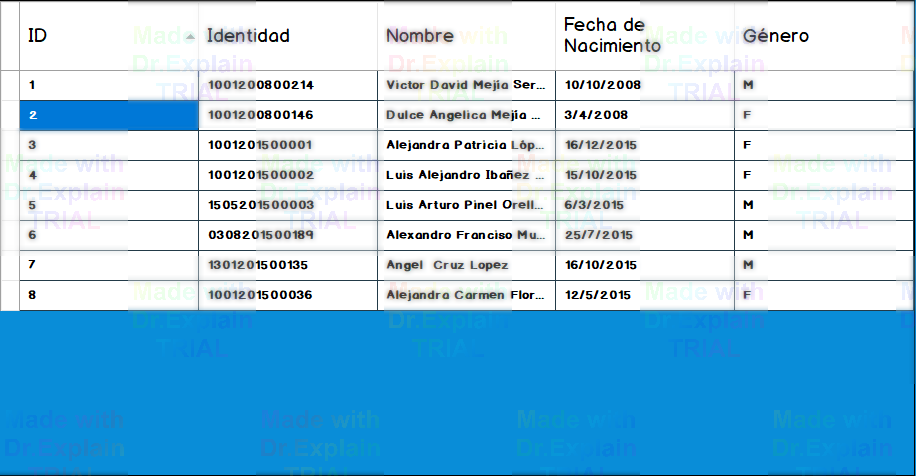 ID Identidad Nombre Fecha de Nacimiento Género
1 1001200800214 Victor David Mejía Ser... 10/10/2008 M
2 1001200800146 Dulce Angelica Mejía ... 3/4/2008 F
3 1001201500001 Alejandra Patricia Lóp... 16/12/2015 F
4 1001201500002 Luis Alejandro Ibañez ... 15/10/2015 F
5 1505201500003 Luis Arturo Pinel Orell... 6/3/2015 M
6 0308201500189 Alexandro Franciso Mu... 25/7/2015 M
7 1301201500135 Angel Cruz Lopez 16/10/2015 M
8 1001201500036 Alejandra Carmen Flor... 12/5/2015 F
Made with
Dr.Explain
TRIAL